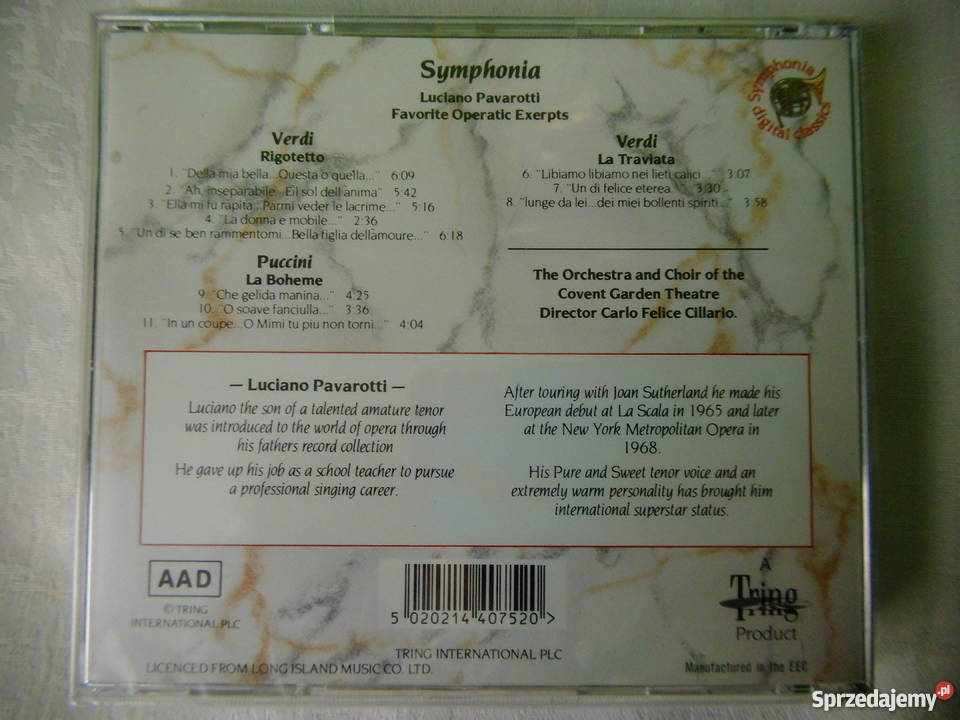 Symphonia
Luciano Pavarotti
Favorite Operatic Exerpts
Symphonia
digital classics
Verdi
Rigotetto
1. "Della mia bella...Questa o quella..." 6:09
2. "Ah, inseparabile...E il sol dell'anima" 5:42
3. "Ella mi fu rapita...Parmi veder le lacrime..." 5:16
4. "La donna e mobile..." 2:36
5. "Un di se ben rammentomi...Bella figlia dellamoure..." 6:18
Puccini
La Boheme
9. "Che gelida manina..." 4:25
10. "O soave fanciulla..." 3:36
11. "In un coupe...O Mimi tu piu non torni..." 4:04
Verdi
La Traviata
6. "Libiamo libiamo nei lieti calici..." 3:07
7. "Un di felice eterea..." 3:30
8. "lunge da lei...dei miei bollenti spiriti..." 3:58
The Orchestra and Choir of the
Covent Garden Theatre
Director Carlo Felice Cillario.
— Luciano Pavarotti —
Luciano the son of a talented amature tenor
was introduced to the world of opera through
his fathers record collection
He gave up his job as a school teacher to pursue
a professional singing career.
After touring with Joan Sutherland he made his
European debut at La Scala in 1965 and later
at the New York Metropolitan Opera in
1968.
His Pure and Sweet tenor voice and an
extremely warm personality has brought him
international superstar status.
AAD
© TRING
INTERNATIONAL PLC
5 020214 407520 >
A
Tring
Product
TRING INTERNATIONAL PLC
LICENCED FROM LONG ISLAND MUSIC CO. LTD.
Manufactured in the EEC
Sprzedajemy.pl